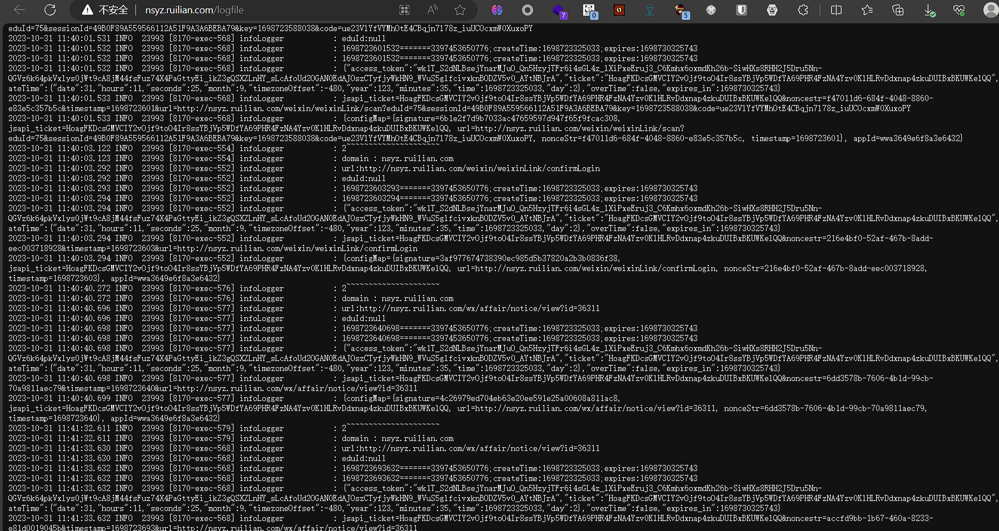 不安全 nsyz.ruilian.com/logfile
7
0
5
eduId=75&sessionId=49B0F89A559566112A51F9A3A6BEBA79&key=1698723588038&code=ue23VlYfVYMhOtE4CBqjn7l78z_iuUCOcxmW0XuxoPY
2023-10-31 11:40:01.531 INFO 23993 [8170-exec-568] infoLogger : eduId:null
2023-10-31 11:40:01.532 INFO 23993 [8170-exec-568] infoLogger : 1698723601532=======3397453650776;createTime:1698723325033;expires:1698730325743
2023-10-31 11:40:01.532 INFO 23993 [8170-exec-568] infoLogger : 1698723601532=======3397453650776;createTime:1698723325033;expires:1698730325743
2023-10-31 11:40:01.532 INFO 23993 [8170-exec-568] infoLogger : {"access_token":"wklT_S2dNLBsejYnarMJuO_Qn5HzyjTFr6i4sGL4z_lXiPxeEruj3_C6Kmhx6oxmdKh26b-SiwHXs8RHH2J5Dru5Nn-
QGVz6k64pkVxlys0jWt9cA8jM44fsFuz74X4PaGttyEi_ikZ3gQSXZLnHY_sLcAfoUd2OGAN0EdAJOszCTyfjyWkHN9_WVuS5glfcivxknBODZV5v0_AYtNBJrA","ticket":"HoagFKDcsGMVCIY2vOjf9toO4Ir8ssYBjVp5WDfYA69PHR4FzNA4Yzv0K1HLRvDdxnap4zkuDUIBxBKUWKelQQ",
ateTime":{"date":31,"hours":11,"seconds":25,"month":9,"timezoneOffset":-480,"year":123,"minutes":35,"time":1698723325033,"day":2},"overTime":false,"expires_in":1698730325743}
2023-10-31 11:40:01.533 INFO 23993 [8170-exec-568] infoLogger : jsapi_ticket=HoagFKDcsGMVCIY2vOjf9toO4Ir8ssYBjVp5WDfYA69PHR4FzNA4Yzv0K1HLRvDdxnap4zkuDUIBxBKUWKelQQ&noncestr=f47011d6-684f-4048-8860-
e83e5c357b5c&timestamp=1698723601&url=http://nsyz.ruilian.com/weixin/weixinLink/scan?eduId=75&sessionId=49B0F89A559566112A51F9A3A6BEBA79&key=1698723588038&code=ue23VlYfVYMhOtE4CBqjn7l78z_iuUCOcxmW0XuxoPY
2023-10-31 11:40:01.533 INFO 23993 [8170-exec-568] infoLogger : {configMap={signature=6b1e2f7d9b7033ac47659597d947f65f9fcac308,
jsapi_ticket=HoagFKDcsGMVCIY2vOjf9toO4Ir8ssYBjVp5WDfYA69PHR4FzNA4Yzv0K1HLRvDdxnap4zkuDUIBxBKUWKelQQ, url=http://nsyz.ruilian.com/weixin/weixinLink/scan?
eduId=75&sessionId=49B0F89A559566112A51F9A3A6BEBA79&key=1698723588038&code=ue23VlYfVYMhOtE4CBqjn7l78z_iuUCOcxmW0XuxoPY, nonceStr=f47011d6-684f-4048-8860-e83e5c357b5c, timestamp=1698723601}, appId=wwa3649e6f8a3e6432}
2023-10-31 11:40:03.122 INFO 23993 [8170-exec-554] infoLogger : 2~~~~~~~~~~~~~~~~~~~~~
2023-10-31 11:40:03.123 INFO 23993 [8170-exec-554] infoLogger : domain : nsyz.ruilian.com
2023-10-31 11:40:03.292 INFO 23993 [8170-exec-552] infoLogger : url:http://nsyz.ruilian.com/weixin/weixinLink/confirmLogin
2023-10-31 11:40:03.292 INFO 23993 [8170-exec-552] infoLogger : eduId:null
2023-10-31 11:40:03.293 INFO 23993 [8170-exec-552] infoLogger : 1698723603293=======3397453650776;createTime:1698723325033;expires:1698730325743
2023-10-31 11:40:03.294 INFO 23993 [8170-exec-552] infoLogger : 1698723603294=======3397453650776;createTime:1698723325033;expires:1698730325743
2023-10-31 11:40:03.294 INFO 23993 [8170-exec-552] infoLogger : {"access_token":"wklT_S2dNLBsejYnarMJuO_Qn5HzyjTFr6i4sGL4z_lXiPxeEruj3_C6Kmhx6oxmdKh26b-SiwHXs8RHH2J5Dru5Nn-
QGVz6k64pkVxlys0jWt9cA8jM44fsFuz74X4PaGttyEi_ikZ3gQSXZLnHY_sLcAfoUd2OGAN0EdAJOszCTyfjyWkHN9_WVuS5glfcivxknBODZV5v0_AYtNBJrA","ticket":"HoagFKDcsGMVCIY2vOjf9toO4Ir8ssYBjVp5WDfYA69PHR4FzNA4Yzv0K1HLRvDdxnap4zkuDUIBxBKUWKelQQ",
ateTime":{"date":31,"hours":11,"seconds":25,"month":9,"timezoneOffset":-480,"year":123,"minutes":35,"time":1698723325033,"day":2},"overTime":false,"expires_in":1698730325743}
2023-10-31 11:40:03.294 INFO 23993 [8170-exec-552] infoLogger : jsapi_ticket=HoagFKDcsGMVCIY2vOjf9toO4Ir8ssYBjVp5WDfYA69PHR4FzNA4Yzv0K1HLRvDdxnap4zkuDUIBxBKUWKelQQ&noncestr=216e4bf0-52af-467b-8add-
eec003718928&timestamp=1698723603&url=http://nsyz.ruilian.com/weixin/weixinLink/confirmLogin
2023-10-31 11:40:03.294 INFO 23993 [8170-exec-552] infoLogger : {configMap={signature=3af977674738390ec985d5b37820a2b3b0836f38,
jsapi_ticket=HoagFKDcsGMVCIY2vOjf9toO4Ir8ssYBjVp5WDfYA69PHR4FzNA4Yzv0K1HLRvDdxnap4zkuDUIBxBKUWKelQQ, url=http://nsyz.ruilian.com/weixin/weixinLink/confirmLogin, nonceStr=216e4bf0-52af-467b-8add-eec003718928,
timestamp=1698723603}, appId=wwa3649e6f8a3e6432}
2023-10-31 11:40:40.272 INFO 23993 [8170-exec-576] infoLogger : 2~~~~~~~~~~~~~~~~~~~~~
2023-10-31 11:40:40.272 INFO 23993 [8170-exec-576] infoLogger : domain : nsyz.ruilian.com
2023-10-31 11:40:40.696 INFO 23993 [8170-exec-577] infoLogger : url:http://nsyz.ruilian.com/wx/affair/notice/view?id=36311
2023-10-31 11:40:40.696 INFO 23993 [8170-exec-577] infoLogger : eduId:null
2023-10-31 11:40:40.698 INFO 23993 [8170-exec-577] infoLogger : 1698723640698=======3397453650776;createTime:1698723325033;expires:1698730325743
2023-10-31 11:40:40.698 INFO 23993 [8170-exec-577] infoLogger : 1698723640698=======3397453650776;createTime:1698723325033;expires:1698730325743
2023-10-31 11:40:40.698 INFO 23993 [8170-exec-577] infoLogger : {"access_token":"wklT_S2dNLBsejYnarMJuO_Qn5HzyjTFr6i4sGL4z_lXiPxeEruj3_C6Kmhx6oxmdKh26b-SiwHXs8RHH2J5Dru5Nn-
QGVz6k64pkVxlys0jWt9cA8jM44fsFuz74X4PaGttyEi_ikZ3gQSXZLnHY_sLcAfoUd2OGAN0EdAJOszCTyfjyWkHN9_WVuS5glfcivxknBODZV5v0_AYtNBJrA","ticket":"HoagFKDcsGMVCIY2vOjf9toO4Ir8ssYBjVp5WDfYA69PHR4FzNA4Yzv0K1HLRvDdxnap4zkuDUIBxBKUWKelQQ",
ateTime":{"date":31,"hours":11,"seconds":25,"month":9,"timezoneOffset":-480,"year":123,"minutes":35,"time":1698723325033,"day":2},"overTime":false,"expires_in":1698730325743}
2023-10-31 11:40:40.698 INFO 23993 [8170-exec-577] infoLogger : jsapi_ticket=HoagFKDcsGMVCIY2vOjf9toO4Ir8ssYBjVp5WDfYA69PHR4FzNA4Yzv0K1HLRvDdxnap4zkuDUIBxBKUWKelQQ&noncestr=6dd3578b-7606-4b1d-99cb-
70a9811aec79&timestamp=1698723640&url=http://nsyz.ruilian.com/wx/affair/notice/view?id=36311
2023-10-31 11:40:40.699 INFO 23993 [8170-exec-577] infoLogger : {configMap={signature=4c26979ed704eb63e20ee591e25a00608a811ac8,
jsapi_ticket=HoagFKDcsGMVCIY2vOjf9toO4Ir8ssYBjVp5WDfYA69PHR4FzNA4Yzv0K1HLRvDdxnap4zkuDUIBxBKUWKelQQ, url=http://nsyz.ruilian.com/wx/affair/notice/view?id=36311, nonceStr=6dd3578b-7606-4b1d-99cb-70a9811aec79,
timestamp=1698723640}, appId=wwa3649e6f8a3e6432}
2023-10-31 11:41:32.611 INFO 23993 [8170-exec-579] infoLogger : 2~~~~~~~~~~~~~~~~~~~~~
2023-10-31 11:41:32.611 INFO 23993 [8170-exec-579] infoLogger : domain : nsyz.ruilian.com
2023-10-31 11:41:33.630 INFO 23993 [8170-exec-568] infoLogger : url:http://nsyz.ruilian.com/wx/affair/notice/view?id=36311
2023-10-31 11:41:33.630 INFO 23993 [8170-exec-568] infoLogger : eduId:null
2023-10-31 11:41:33.632 INFO 23993 [8170-exec-568] infoLogger : 1698723693632=======3397453650776;createTime:1698723325033;expires:1698730325743
2023-10-31 11:41:33.632 INFO 23993 [8170-exec-568] infoLogger : 1698723693632=======3397453650776;createTime:1698723325033;expires:1698730325743
2023-10-31 11:41:33.632 INFO 23993 [8170-exec-568] infoLogger : {"access_token":"wklT_S2dNLBsejYnarMJuO_Qn5HzyjTFr6i4sGL4z_lXiPxeEruj3_C6Kmhx6oxmdKh26b-SiwHXs8RHH2J5Dru5Nn-
QGVz6k64pkVxlys0jWt9cA8jM44fsFuz74X4PaGttyEi_ikZ3gQSXZLnHY_sLcAfoUd2OGAN0EdAJOszCTyfjyWkHN9_WVuS5glfcivxknBODZV5v0_AYtNBJrA","ticket":"HoagFKDcsGMVCIY2vOjf9toO4Ir8ssYBjVp5WDfYA69PHR4FzNA4Yzv0K1HLRvDdxnap4zkuDUIBxBKUWKelQQ",
ateTime":{"date":31,"hours":11,"seconds":25,"month":9,"timezoneOffset":-480,"year":123,"minutes":35,"time":1698723325033,"day":2},"overTime":false,"expires_in":1698730325743}
2023-10-31 11:41:33.632 INFO 23993 [8170-exec-568] infoLogger : jsapi_ticket=HoagFKDcsGMVCIY2vOjf9toO4Ir8ssYBjVp5WDfYA69PHR4FzNA4Yzv0K1HLRvDdxnap4zkuDUIBxBKUWKelQQ&noncestr=accfd9bb-1b67-460a-8233-
e81d0019045b&timestamp=1698723693&url=http://nsyz.ruilian.com/wx/affair/notice/view?id=36311